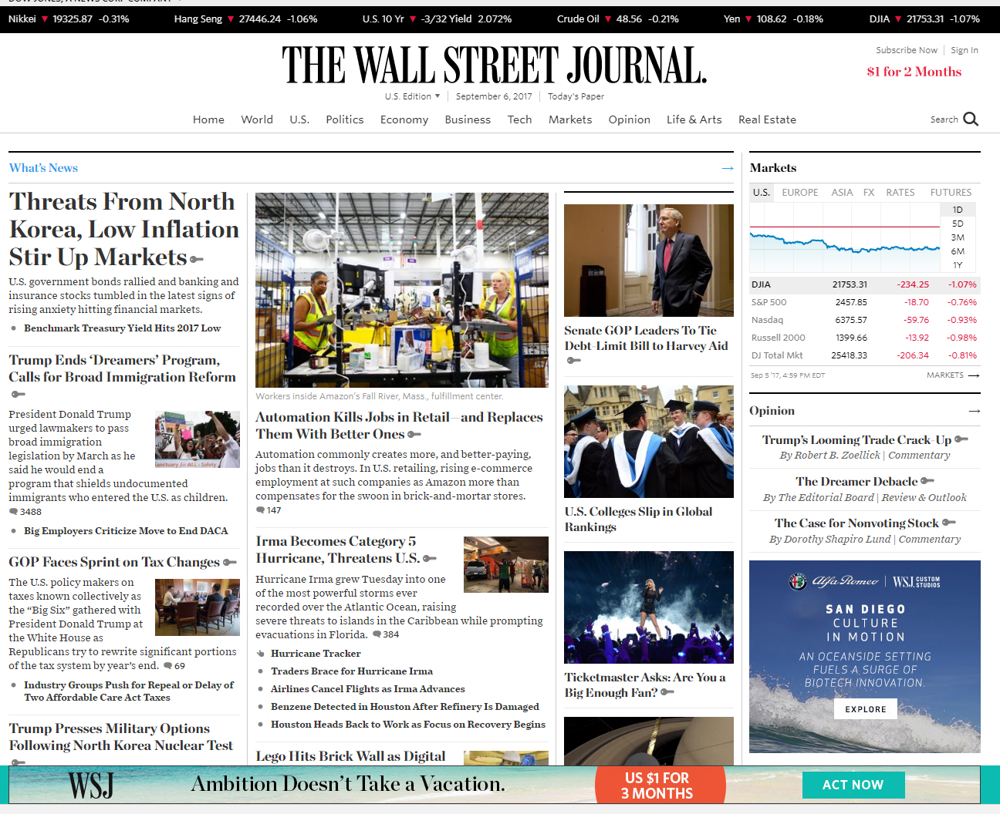 DOW JONES, A NEWS CORP COMPANY
Nikkei ▼ 19325.87 -0.31%
Hang Seng ▼ 27446.24 -1.06%
U.S. 10 Yr ▼ -3/32 Yield 2.072%
Crude Oil ▼ 48.56 -0.21%
Yen ▼ 108.62 -0.18%
DJIA ▼ 21753.31 -1.07%
THE WALL STREET JOURNAL.
Subscribe Now | Sign In
$1 for 2 Months
U.S. Edition ▼ | September 6, 2017 | Today's Paper
Home World U.S. Politics Economy Business Tech Markets Opinion Life & Arts Real Estate
Search
What's News →
Threats From North
Korea, Low Inflation
Stir Up Markets
U.S. government bonds rallied and banking and
insurance stocks tumbled in the latest signs of
rising anxiety hitting financial markets.
Benchmark Treasury Yield Hits 2017 Low
Trump Ends ‘Dreamers’ Program,
Calls for Broad Immigration Reform
President Donald Trump
urged lawmakers to pass
broad immigration
legislation by March as he
said he would end a
program that shields undocumented
immigrants who entered the U.S. as children.
3488
Big Employers Criticize Move to End DACA
GOP Faces Sprint on Tax Changes
The U.S. policy makers on
taxes known collectively as
the “Big Six” gathered with
President Donald Trump at
the White House as
Republicans try to rewrite significant portions
of the tax system by year’s end. 69
Industry Groups Push for Repeal or Delay of
Two Affordable Care Act Taxes
Trump Presses Military Options
Following North Korea Nuclear Test
Workers inside Amazon’s Fall River, Mass., fulfillment center.
Automation Kills Jobs in Retail—and Replaces
Them With Better Ones
Automation commonly creates more, and better-paying,
jobs than it destroys. In U.S. retailing, rising e-commerce
employment at such companies as Amazon more than
compensates for the swoon in brick-and-mortar stores.
147
Irma Becomes Category 5
Hurricane, Threatens U.S.
Hurricane Irma grew Tuesday into one
of the most powerful storms ever
recorded over the Atlantic Ocean, raising
severe threats to islands in the Caribbean while prompting
evacuations in Florida. 384
Hurricane Tracker
Traders Brace for Hurricane Irma
Airlines Cancel Flights as Irma Advances
Benzene Detected in Houston After Refinery Is Damaged
Houston Heads Back to Work as Focus on Recovery Begins
Lego Hits Brick Wall as Digital
Senate GOP Leaders To Tie
Debt-Limit Bill to Harvey Aid
U.S. Colleges Slip in Global
Rankings
Ticketmaster Asks: Are You a
Big Enough Fan?
Markets
U.S. EUROPE ASIA FX RATES FUTURES
1D
5D
3M
6M
1Y
DJIA 21753.31 -234.25 -1.07%
S&P 500 2457.85 -18.70 -0.76%
Nasdaq 6375.57 -59.76 -0.93%
Russell 2000 1399.66 -13.92 -0.98%
DJ Total Mkt 25418.33 -206.34 -0.81%
Sep 5 '17, 4:59 PM EDT MARKETS →
Opinion →
Trump’s Looming Trade Crack-Up
By Robert B. Zoellick | Commentary
The Dreamer Debacle
By The Editorial Board | Review & Outlook
The Case for Nonvoting Stock
By Dorothy Shapiro Lund | Commentary
Alfa Romeo | WSJ. CUSTOM STUDIOS
SAN DIEGO
CULTURE
IN MOTION
AN OCEANSIDE SETTING
FUELS A SURGE OF
BIOTECH INNOVATION.
EXPLORE
WSJ
Ambition Doesn’t Take a Vacation.
US $1 FOR
3 MONTHS
ACT NOW